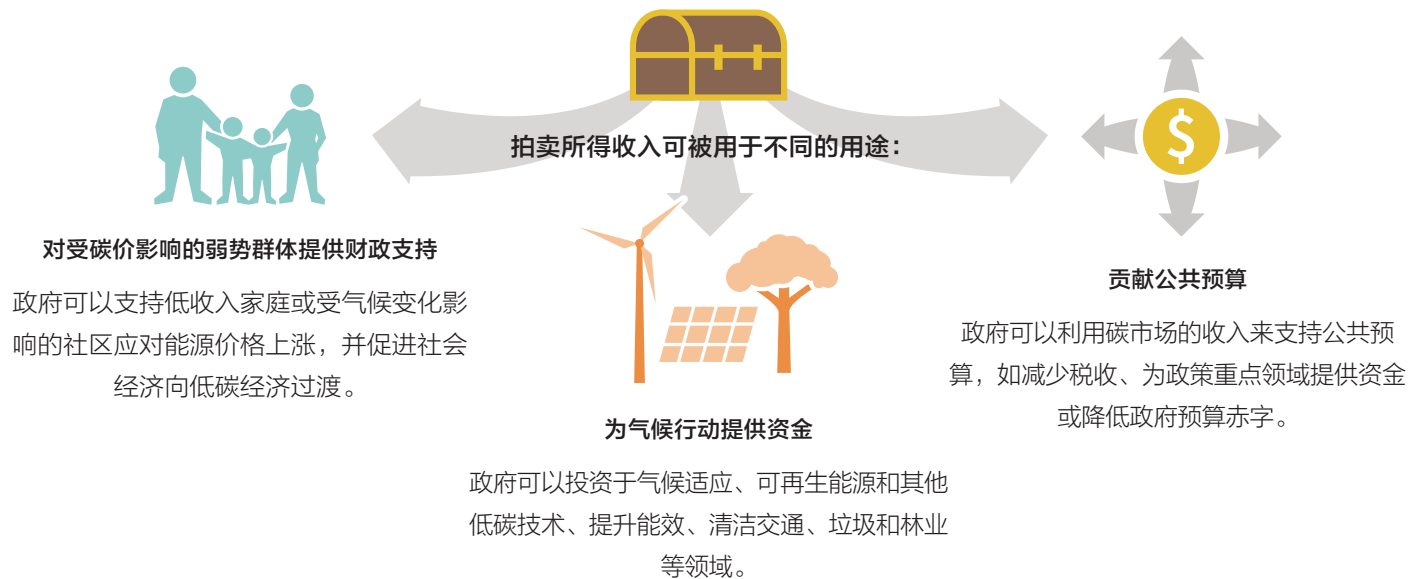 拍卖所得收入可被用于不同的用途：
对受碳价影响的弱势群体提供财政支持
政府可以支持低收入家庭或受气候变化影
响的社区应对能源价格上涨，并促进社会
经济向低碳经济过渡。
为气候行动提供资金
政府可以投资于气候适应、可再生能源和其他
低碳技术、提升能效、清洁交通、垃圾和林业
等领域。
$
贡献公共预算
政府可以利用碳市场的收入来支持公共预
算，如减少税收、为政策重点领域提供资金
或降低政府预算赤字。